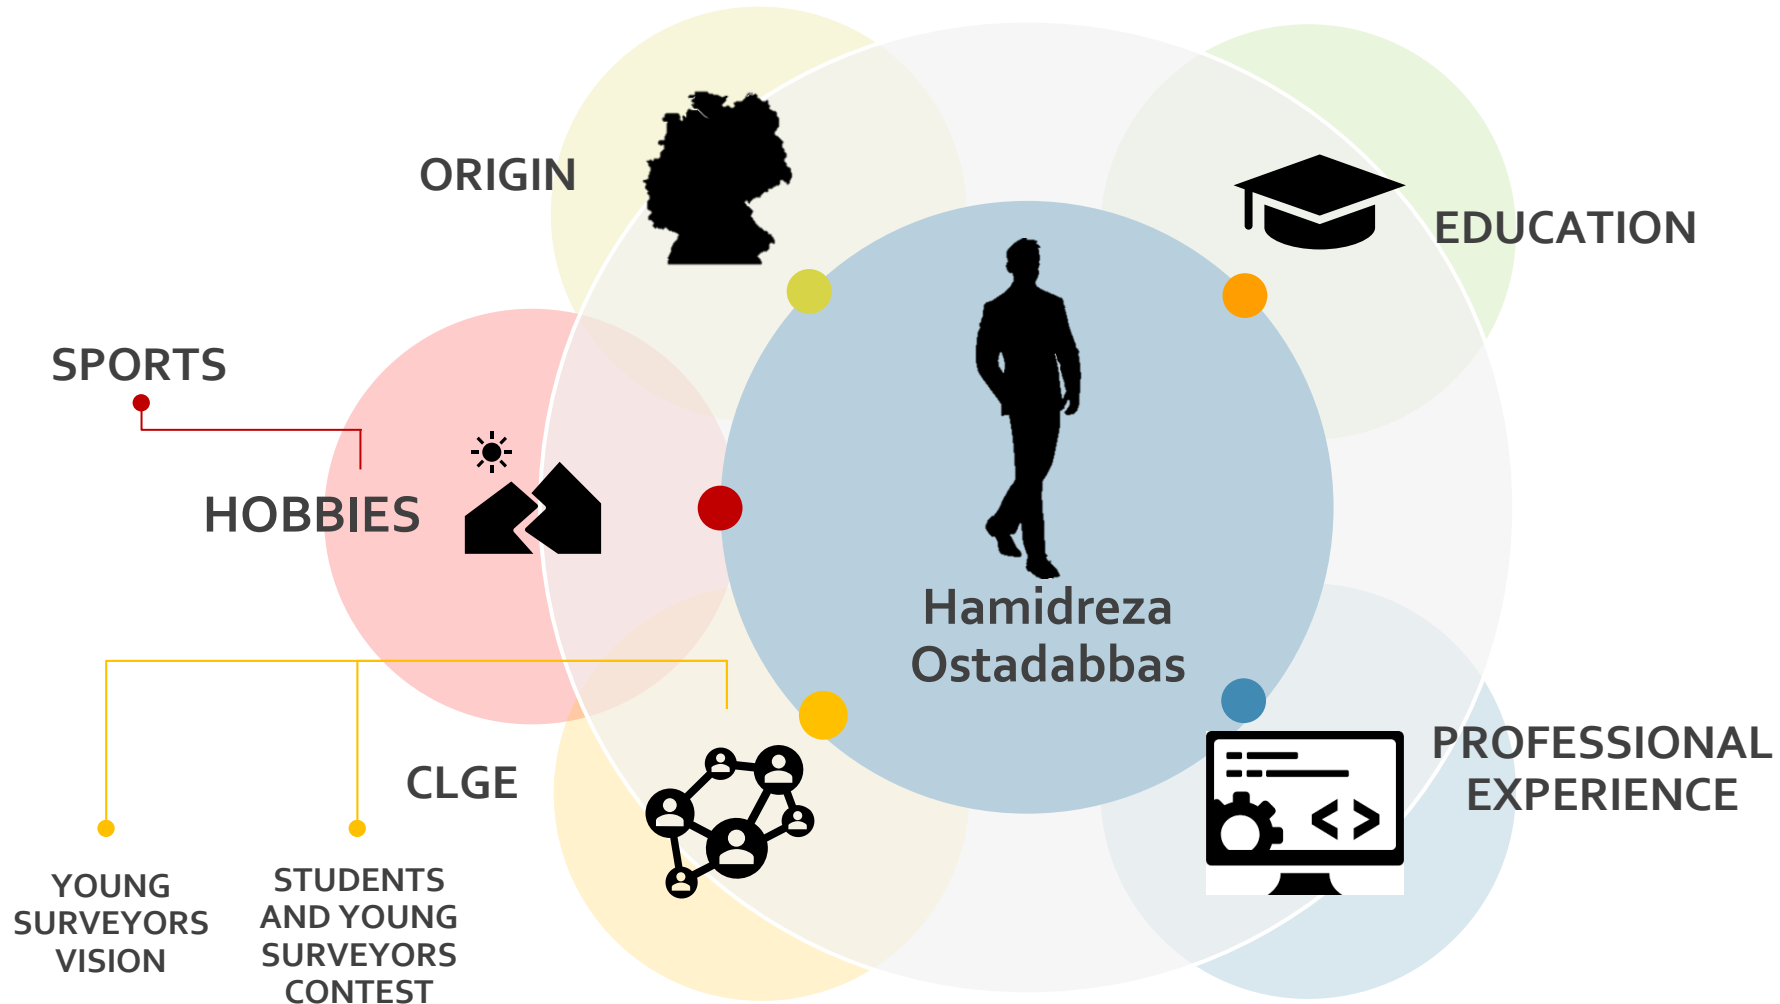 ORIGIN
EDUCATION
SPORTS
HOBBIES
Hamidreza
Ostadabbas
CLGE
PROFESSIONAL
EXPERIENCE
YOUNG
SURVEYORS
VISION
STUDENTS
AND YOUNG
SURVEYORS
CONTEST